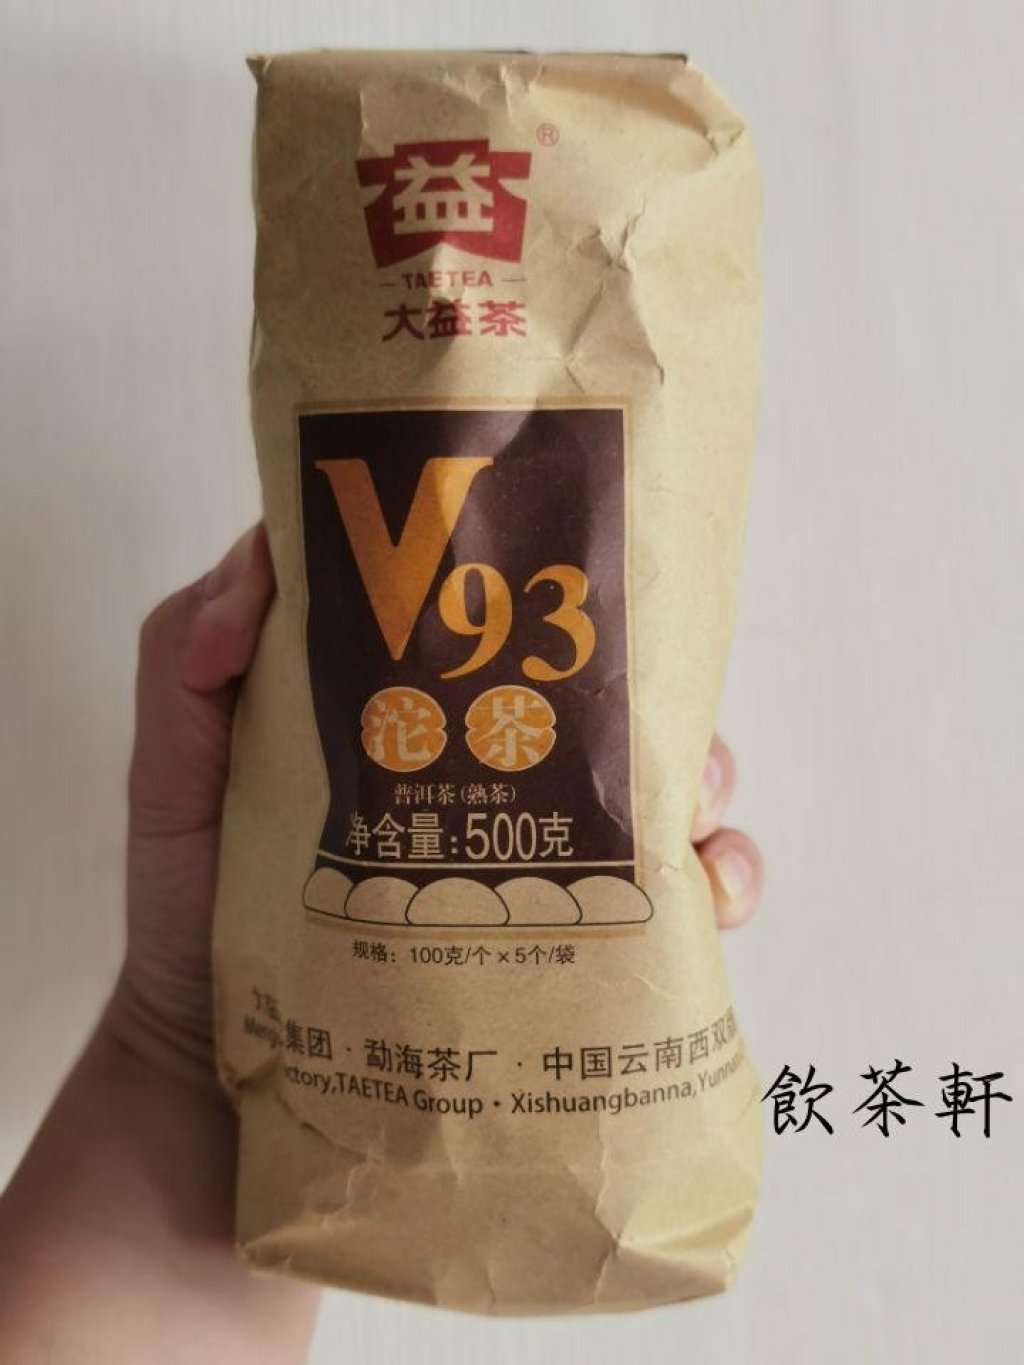 益®
TAETEA
大益茶
V93
沱茶
普洱茶(熟茶)
净含量:500克
规格：100克/个×5个/袋
集团·勐海茶厂·中国云南西双
ctory,TAETEA Group·Xishuangbanna,Yunn
飲茶軒